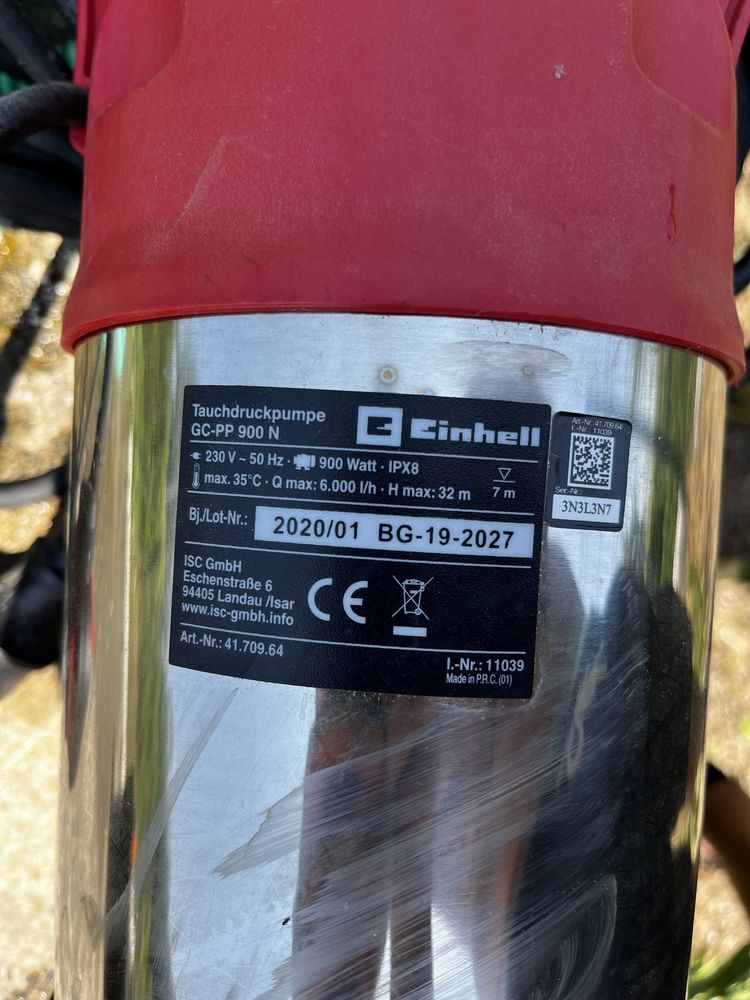 Tauchdruckpumpe
GC-PP 900 N
Einhell
230 V ~ 50 Hz · 900 Watt · IPX8
max. 35°C · Q max: 6.000 l/h · H max: 32 m
7 m
Bj./Lot-Nr.: 2020/01 BG-19-2027
ISC GmbH
Eschenstraße 6
94405 Landau /Isar
www.isc-gmbh.info
CE
Art.-Nr.: 41.709.64
I.-Nr.: 11039
Made in P.R.C. (01)
Art.-Nr.: 41.709.64
I.-Nr.: 11039
Ser.-Nr.:
3N3L3N7